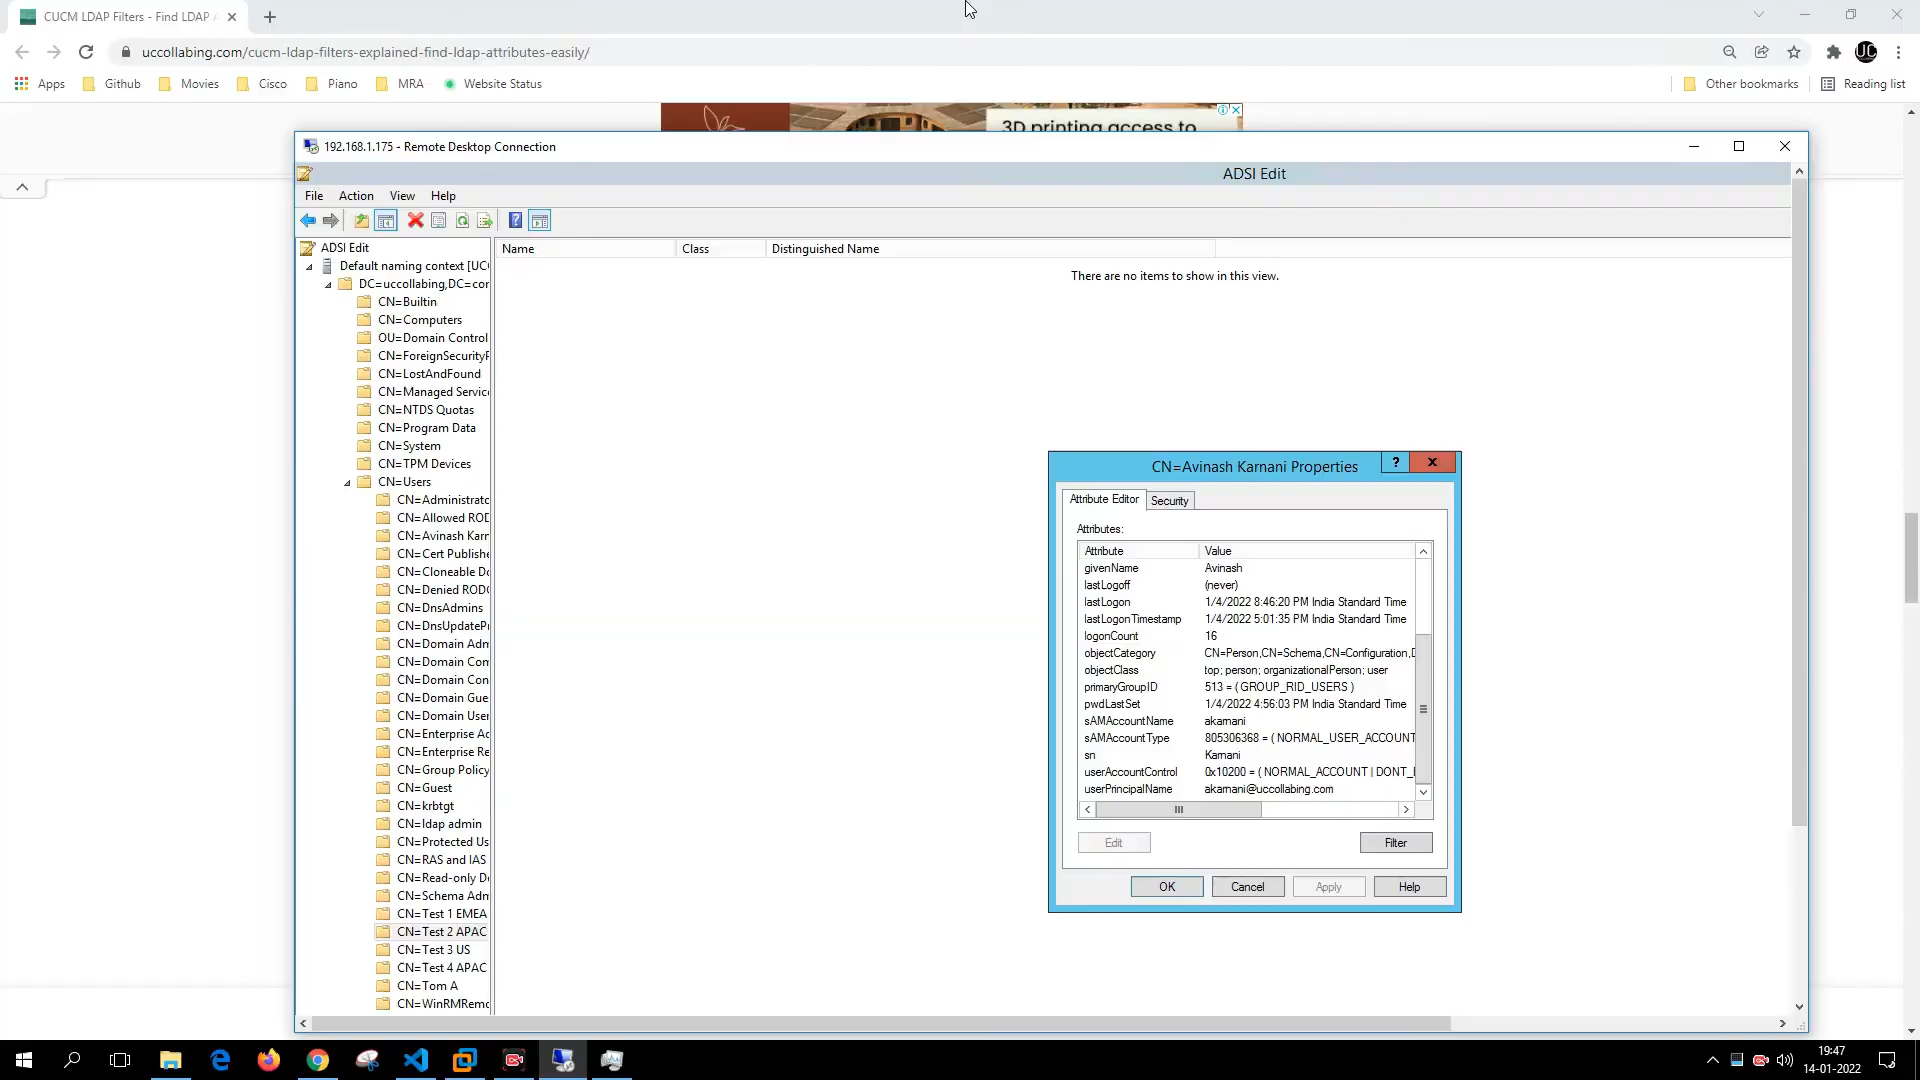 CUCM LDAP Filters - Find LDAP A
uccollabing.com/cucm-ldap-filters-explained-find-ldap-attributes-easily/
UC
Apps
Github
Movies
Cisco
Piano
MRA
Website Status
Other bookmarks
Reading list
3D printing access to
192.168.1.175 - Remote Desktop Connection
ADSI Edit
File
Action
View
Help
ADSI Edit
Default naming context [UC
DC=uccollabing,DC=cor
CN=Builtin
CN=Computers
OU=Domain Control
CN=ForeignSecurityP
CN=LostAndFound
CN=Managed Servic
CN=NTDS Quotas
CN=Program Data
CN=System
CN=TPM Devices
CN=Users
CN=Administrato
CN=Allowed ROD
CN=Avinash Karn
CN=Cert Publishe
CN=Cloneable Do
CN=Denied RODC
CN=DnsAdmins
CN=DnsUpdatePr
CN=Domain Adm
CN=Domain Com
CN=Domain Con
CN=Domain Gue
CN=Domain User
CN=Enterprise Ad
CN=Enterprise Re
CN=Group Policy
CN=Guest
CN=krbtgt
CN=ldap admin
CN=Protected Us
CN=RAS and IAS
CN=Read-only Do
CN=Schema Adm
CN=Test 1 EMEA
CN=Test 2 APAC
CN=Test 3 US
CN=Test 4 APAC
CN=Tom A
CN=WinRMRemo
Name
Class
Distinguished Name
There are no items to show in this view.
CN=Avinash Karnani Properties
?
Attribute Editor
Security
Attributes:
Attribute Value
givenName Avinash
lastLogoff (never)
lastLogon 1/4/2022 8:46:20 PM India Standard Time
lastLogonTimestamp 1/4/2022 5:01:35 PM India Standard Time
logonCount 16
objectCategory CN=Person,CN=Schema,CN=Configuration,D
objectClass top; person; organizationalPerson; user
primaryGroupID 513 = ( GROUP_RID_USERS )
pwdLastSet 1/4/2022 4:56:03 PM India Standard Time
sAMAccountName akarnani
sAMAccountType 805306368 = ( NORMAL_USER_ACCOUNT
sn Karnani
userAccountControl 0x10200 = ( NORMAL_ACCOUNT | DONT_
userPrincipalName akarnani@uccollabing.com
Edit
Filter
OK
Cancel
Apply
Help
19:47
14-01-2022